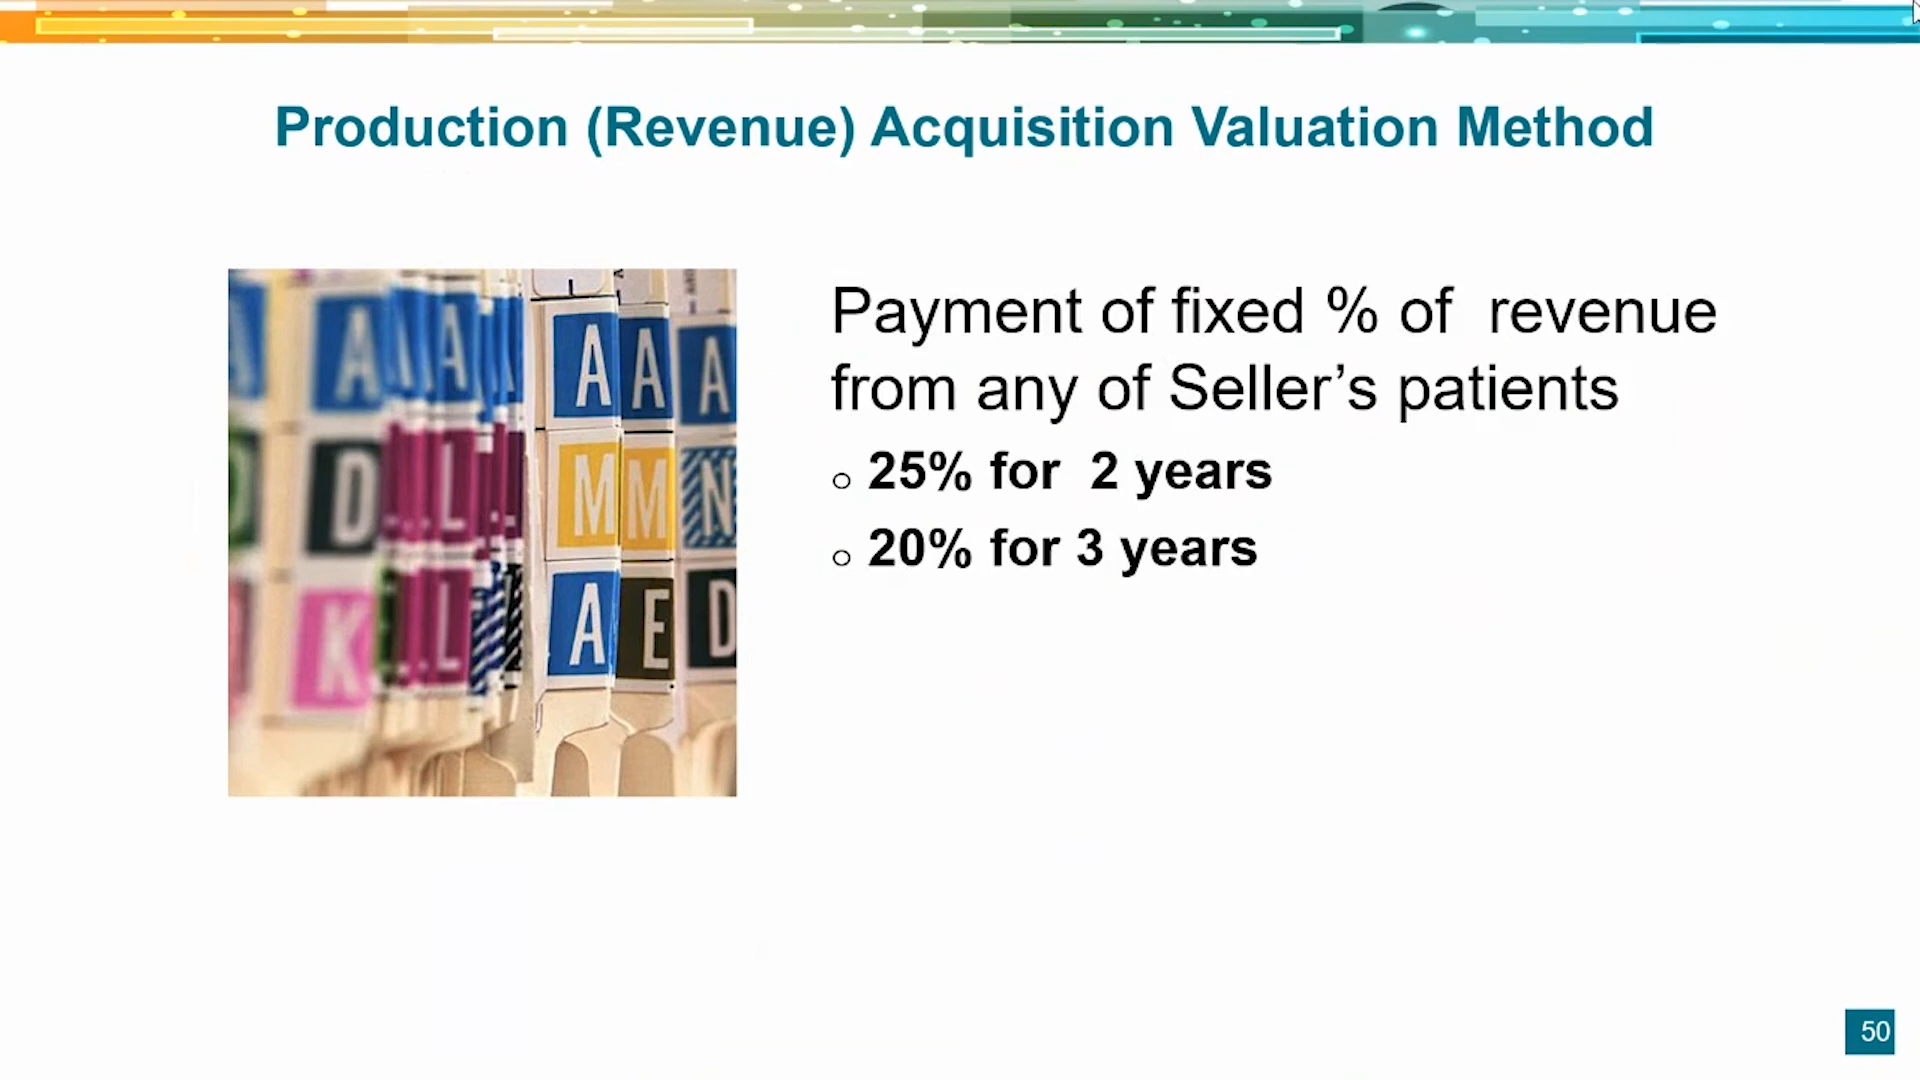 Production (Revenue) Acquisition Valuation Method
Payment of fixed % of  revenue
from any of Seller’s patients
o 25% for  2 years
o 20% for 3 years
A A A A A A
D L M M N
K L A E D
50